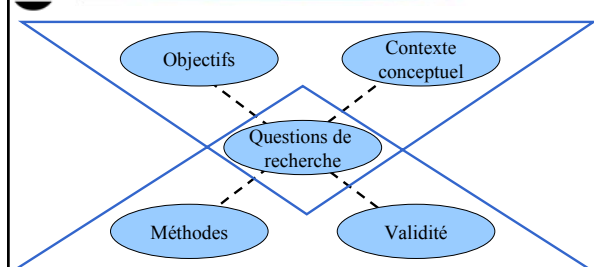 Objectifs
Contexte
conceptuel
Questions de
recherche
Méthodes
Validité